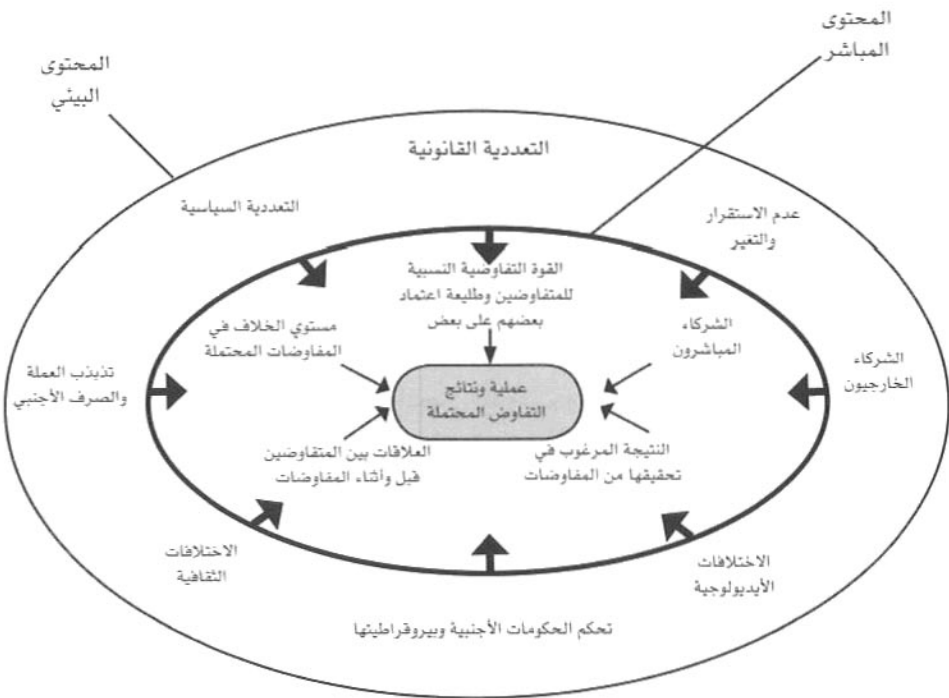 المحتوى
المباشر
المحتوى
البيئي
التعددية القانونية
التعددية السياسية
عدم الاستقرار
والتغير
القوة التفاوضية النسبية
للمتفاوضين وطليعة اعتماد
بعضهم على بعض
الشركاء
المباشرون
مستوي الخلاف في
المفاوضات المحتملة
الشركاء
الخارجيون
تذبذب العملة
والصرف الأجنبي
عملية ونتائج
التفاوض المحتملة
النتيجة المرغوب في
تحقيقها من المفاوضات
العلاقات بين المتفاوضين
قبل وأثناء المفاوضات
الاختلافات
الثقافية
الاختلافات
الأيديولوجية
تحكم الحكومات الأجنبية وبيروقراطيتها